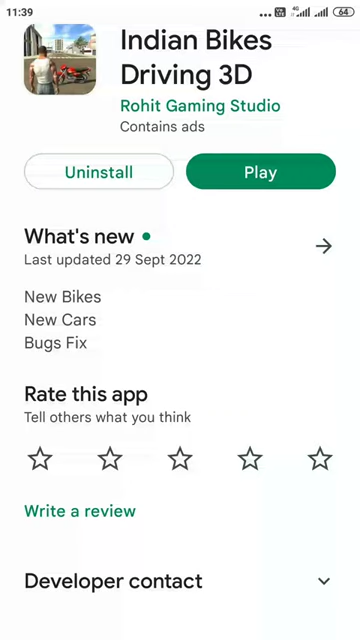 11:39
4G
64
Indian Bikes
Driving 3D
Rohit Gaming Studio
Contains ads
Uninstall
Play
What's new
Last updated 29 Sept 2022
New Bikes
New Cars
Bugs Fix
Rate this app
Tell others what you think
Write a review
Developer contact